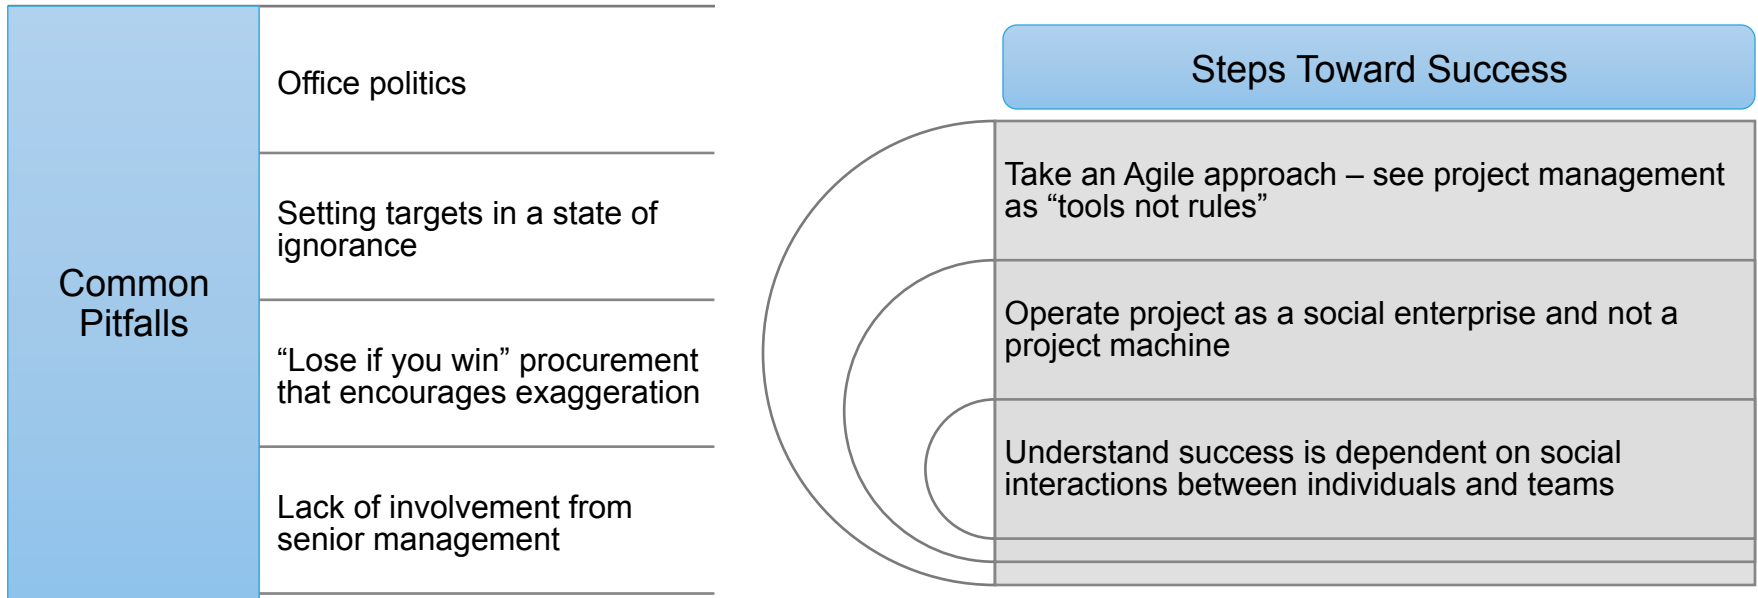 Common
Pitfalls
Office politics
Setting targets in a state of
ignorance
“Lose if you win” procurement
that encourages exaggeration
Lack of involvement from
senior management
Steps Toward Success
Take an Agile approach – see project management
as “tools not rules”
Operate project as a social enterprise and not a
project machine
Understand success is dependent on social
interactions between individuals and teams